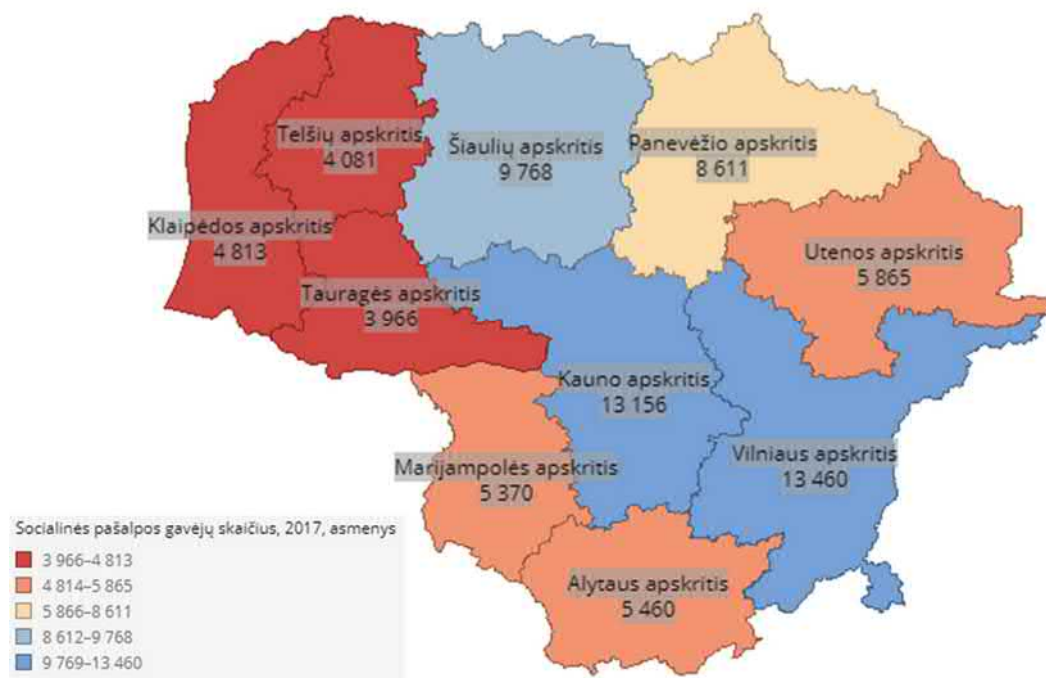 Telšių apskritis
4 081
Šiaulių apskritis
9 768
Panevėžio apskritis
8 611
Klaipėdos apskritis
4 813
Utenos apskritis
5 865
Tauragės apskritis
3 966
Kauno apskritis
13 156
Vilniaus apskritis
13 460
Marijampolės apskritis
5 370
Alytaus apskritis
5 460
Socialinės pašalpos gavėjų skaičius, 2017, asmenys
3 966–4 813
4 814–5 865
5 866–8 611
8 612–9 768
9 769–13 460